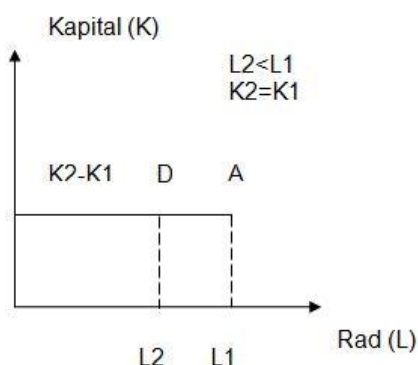 Kapital (K)
L2<L1
K2=K1
K2-K1 D A
Rad (L)
L2 L1